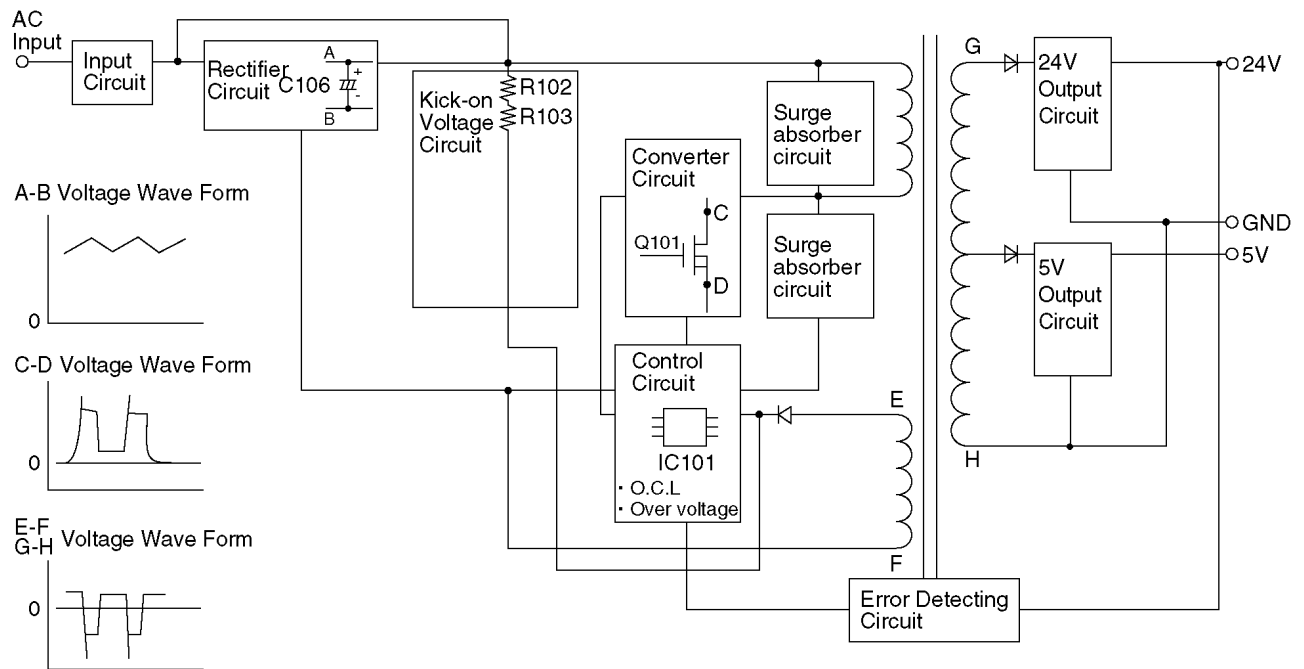 AC
Input
Input
Circuit
Rectifier
Circuit
C106
A
+
-
B
Kick-on
Voltage
Circuit
R102
R103
Surge
absorber
circuit
Converter
Circuit
C
Q101
D
Surge
absorber
circuit
Control
Circuit
IC101
· O.C.L
· Over voltage
E
F
G
H
24V
Output
Circuit
24V
GND
5V
5V
Output
Circuit
Error Detecting
Circuit
A-B Voltage Wave Form
0
C-D Voltage Wave Form
0
E-F
G-H Voltage Wave Form
0